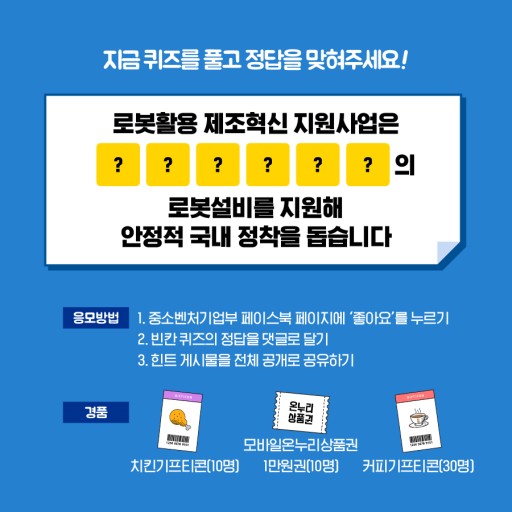 지금 퀴즈를 풀고 정답을 맞혀주세요!
로봇활용 제조혁신 지원사업은
? ? ? ? ? ? 의
로봇설비를 지원해
안정적 국내 정착을 돕습니다
응모방법
1. 중소벤처기업부 페이스북 페이지에 '좋아요'를 누르기
2. 빈칸 퀴즈의 정답을 댓글로 달기
3. 힌트 게시물을 전체 공개로 공유하기
경품
온누리
상품권
치킨기프티콘(10명)
모바일온누리상품권
1만원권(10명)
커피기프티콘(30명)